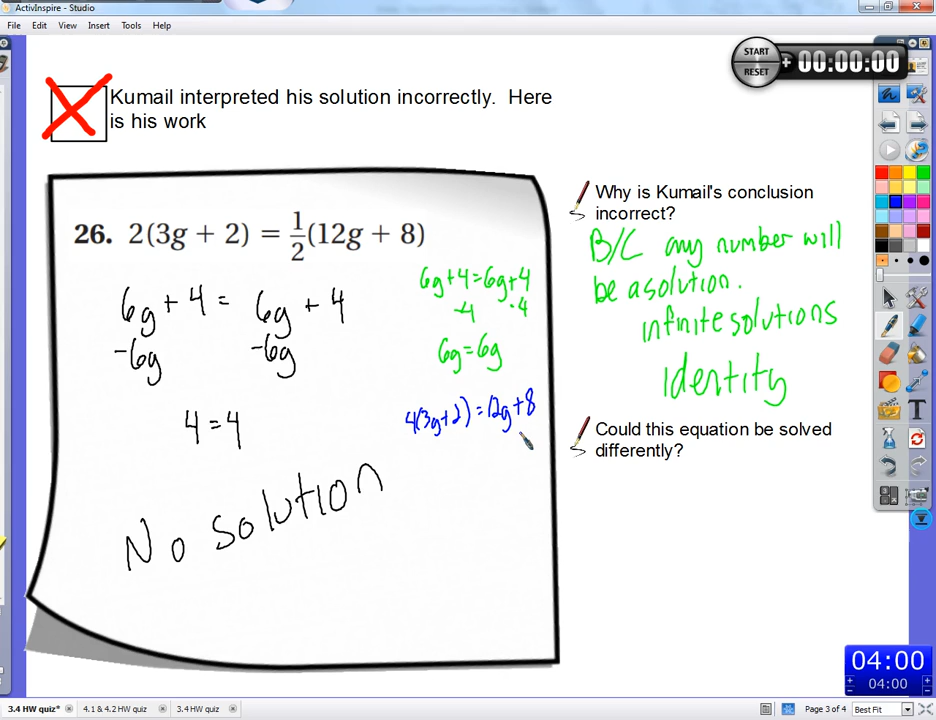 ActivInspire - Studio
File Edit View Insert Tools Help
START
RESET
+ 00:00:00
Kumail interpreted his solution incorrectly. Here
is his work
26. 2(3g + 2) = 1/2(12g + 8)
6g + 4 = 6g + 4
-6g -6g
4 = 4
No solution
6g+4=6g+4
-4 -4
6g=6g
4(3g+2)=12g+8
Why is Kumail's conclusion
incorrect?
B/C any number will
be a solution.
infinite solutions
Identity
Could this equation be solved
differently?
04:00
04:00
3.4 HW quiz* 4.1 & 4.2 HW quiz 3.4 HW quiz
Page 3 of 4 Best Fit